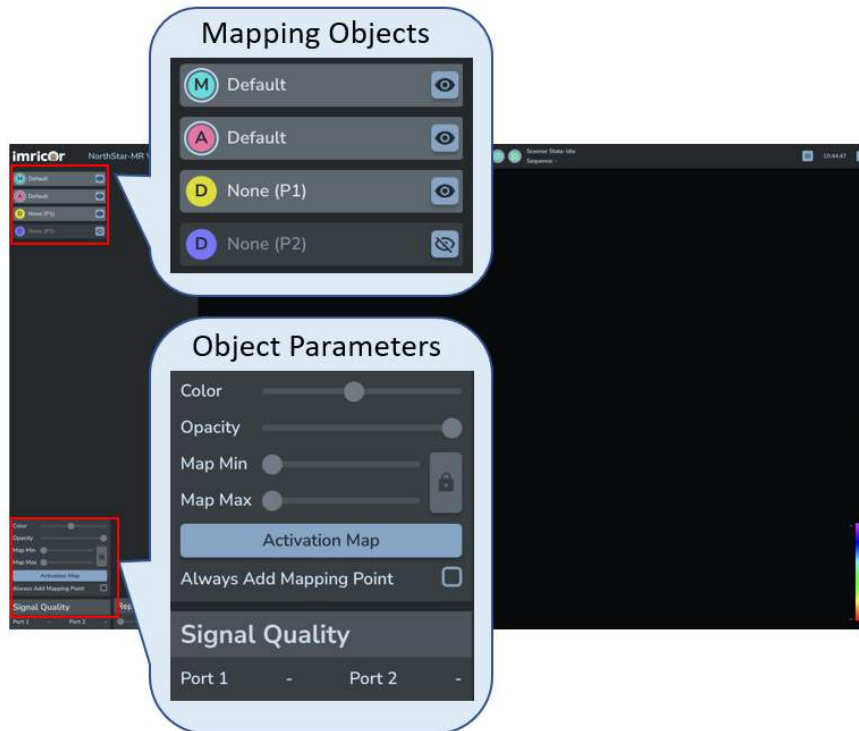 Mapping Objects
M Default
A Default
D None (P1)
D None (P2)
imricor NorthStar-MR
Scanner State: Idle
Sequence: -
10:44:47
M Default
A Default
D None (P1)
D None (P2)
Object Parameters
Color
Opacity
Map Min
Map Max
Activation Map
Always Add Mapping Point
Signal Quality
Port 1 - Port 2 -
Color
Opacity
Map Min
Map Max
Activation Map
Always Add Mapping Point
Signal Quality
Port 1 - Port 2 -